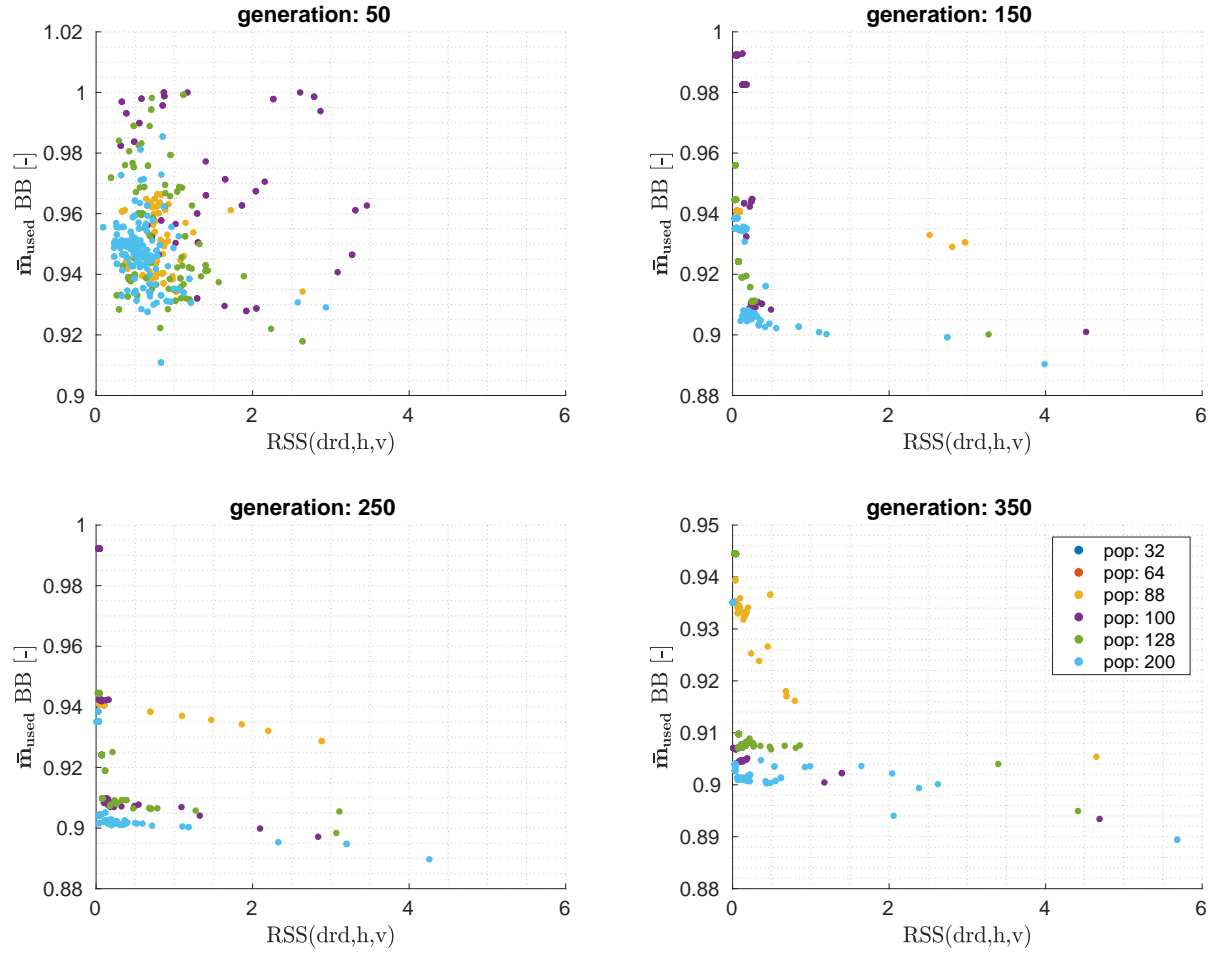 generation: 50
1.02
1
0.98
0.96
0.94
0.92
0.9
0 2 4 6
m̄used BB [-]
RSS(drd,h,v)
generation: 150
1
0.98
0.96
0.94
0.92
0.9
0.88
0 2 4 6
m̄used BB [-]
RSS(drd,h,v)
generation: 250
1
0.98
0.96
0.94
0.92
0.9
0.88
0 2 4 6
m̄used BB [-]
RSS(drd,h,v)
generation: 350
0.95
0.94
0.93
0.92
0.91
0.9
0.89
0.88
0 2 4 6
m̄used BB [-]
RSS(drd,h,v)
pop: 32
pop: 64
pop: 88
pop: 100
pop: 128
pop: 200